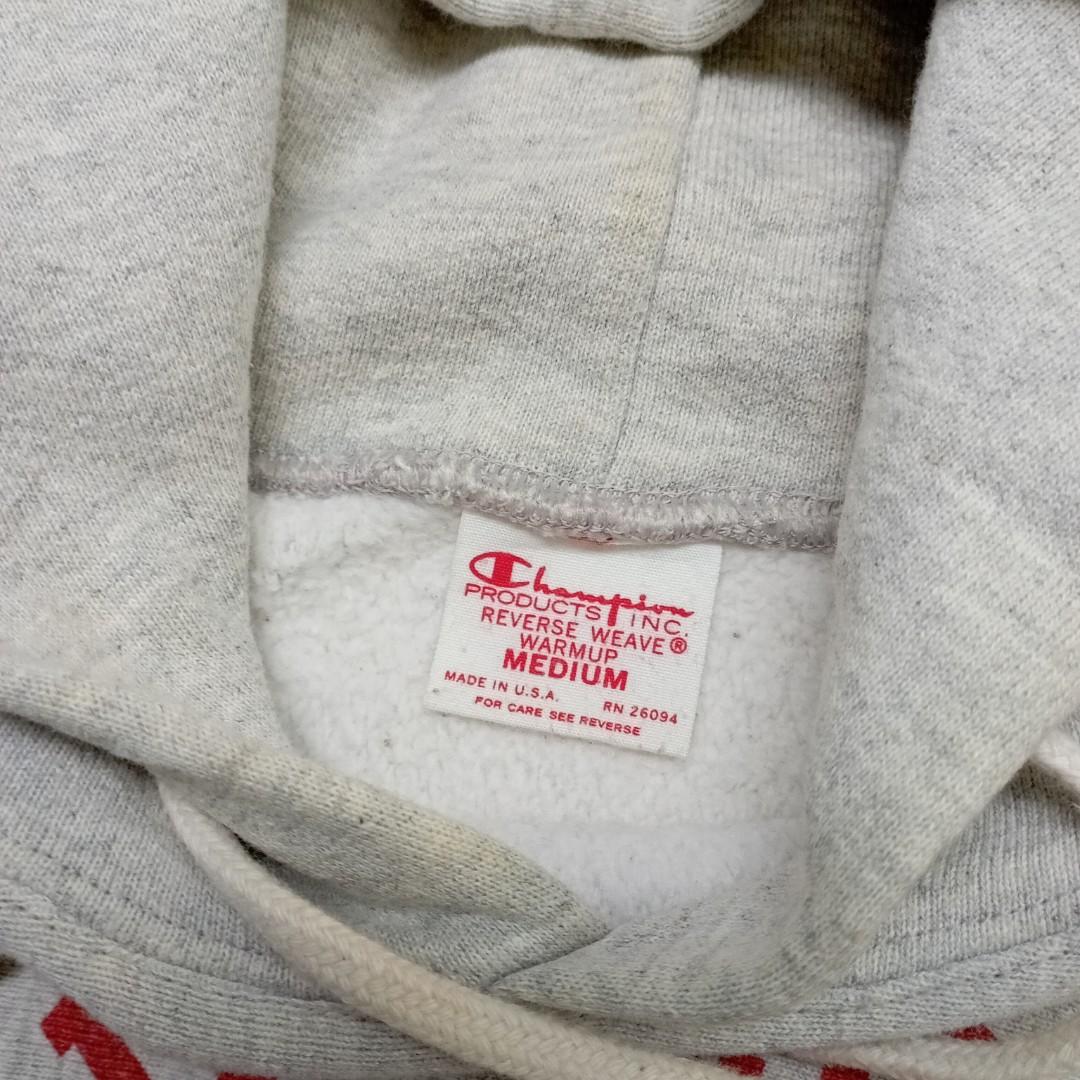 Champion
PRODUCTS INC.
REVERSE WEAVE®
WARMUP
MEDIUM
MADE IN U.S.A. RN 26094
FOR CARE SEE REVERSE